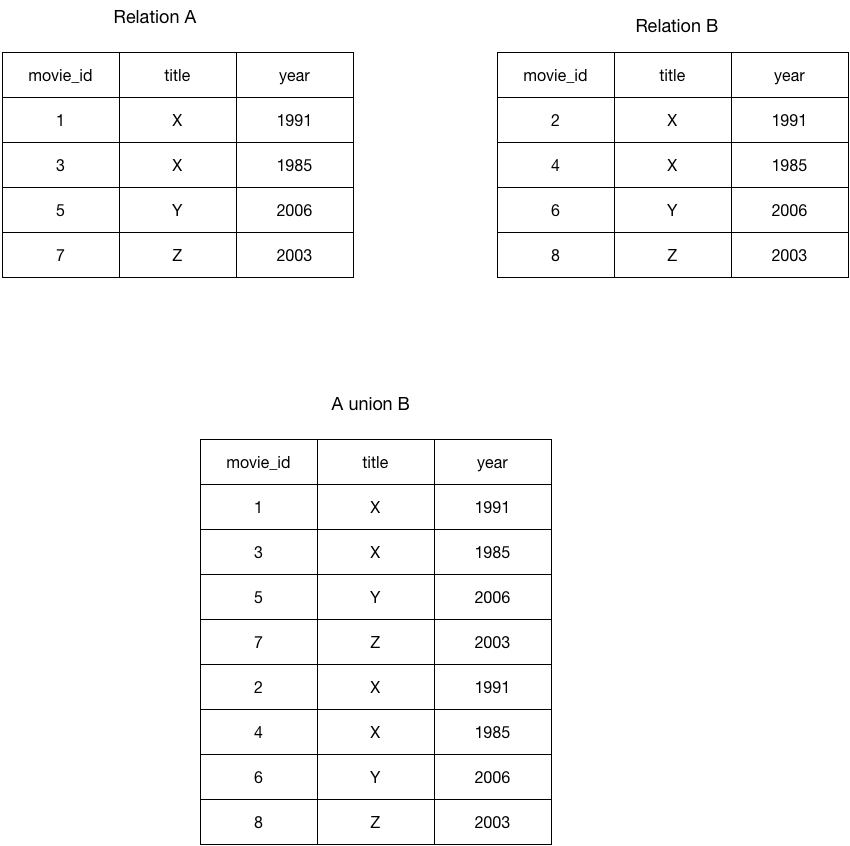 Relation A
movie_id title year
1 X 1991
3 X 1985
5 Y 2006
7 Z 2003
Relation B
movie_id title year
2 X 1991
4 X 1985
6 Y 2006
8 Z 2003
A union B
movie_id title year
1 X 1991
3 X 1985
5 Y 2006
7 Z 2003
2 X 1991
4 X 1985
6 Y 2006
8 Z 2003